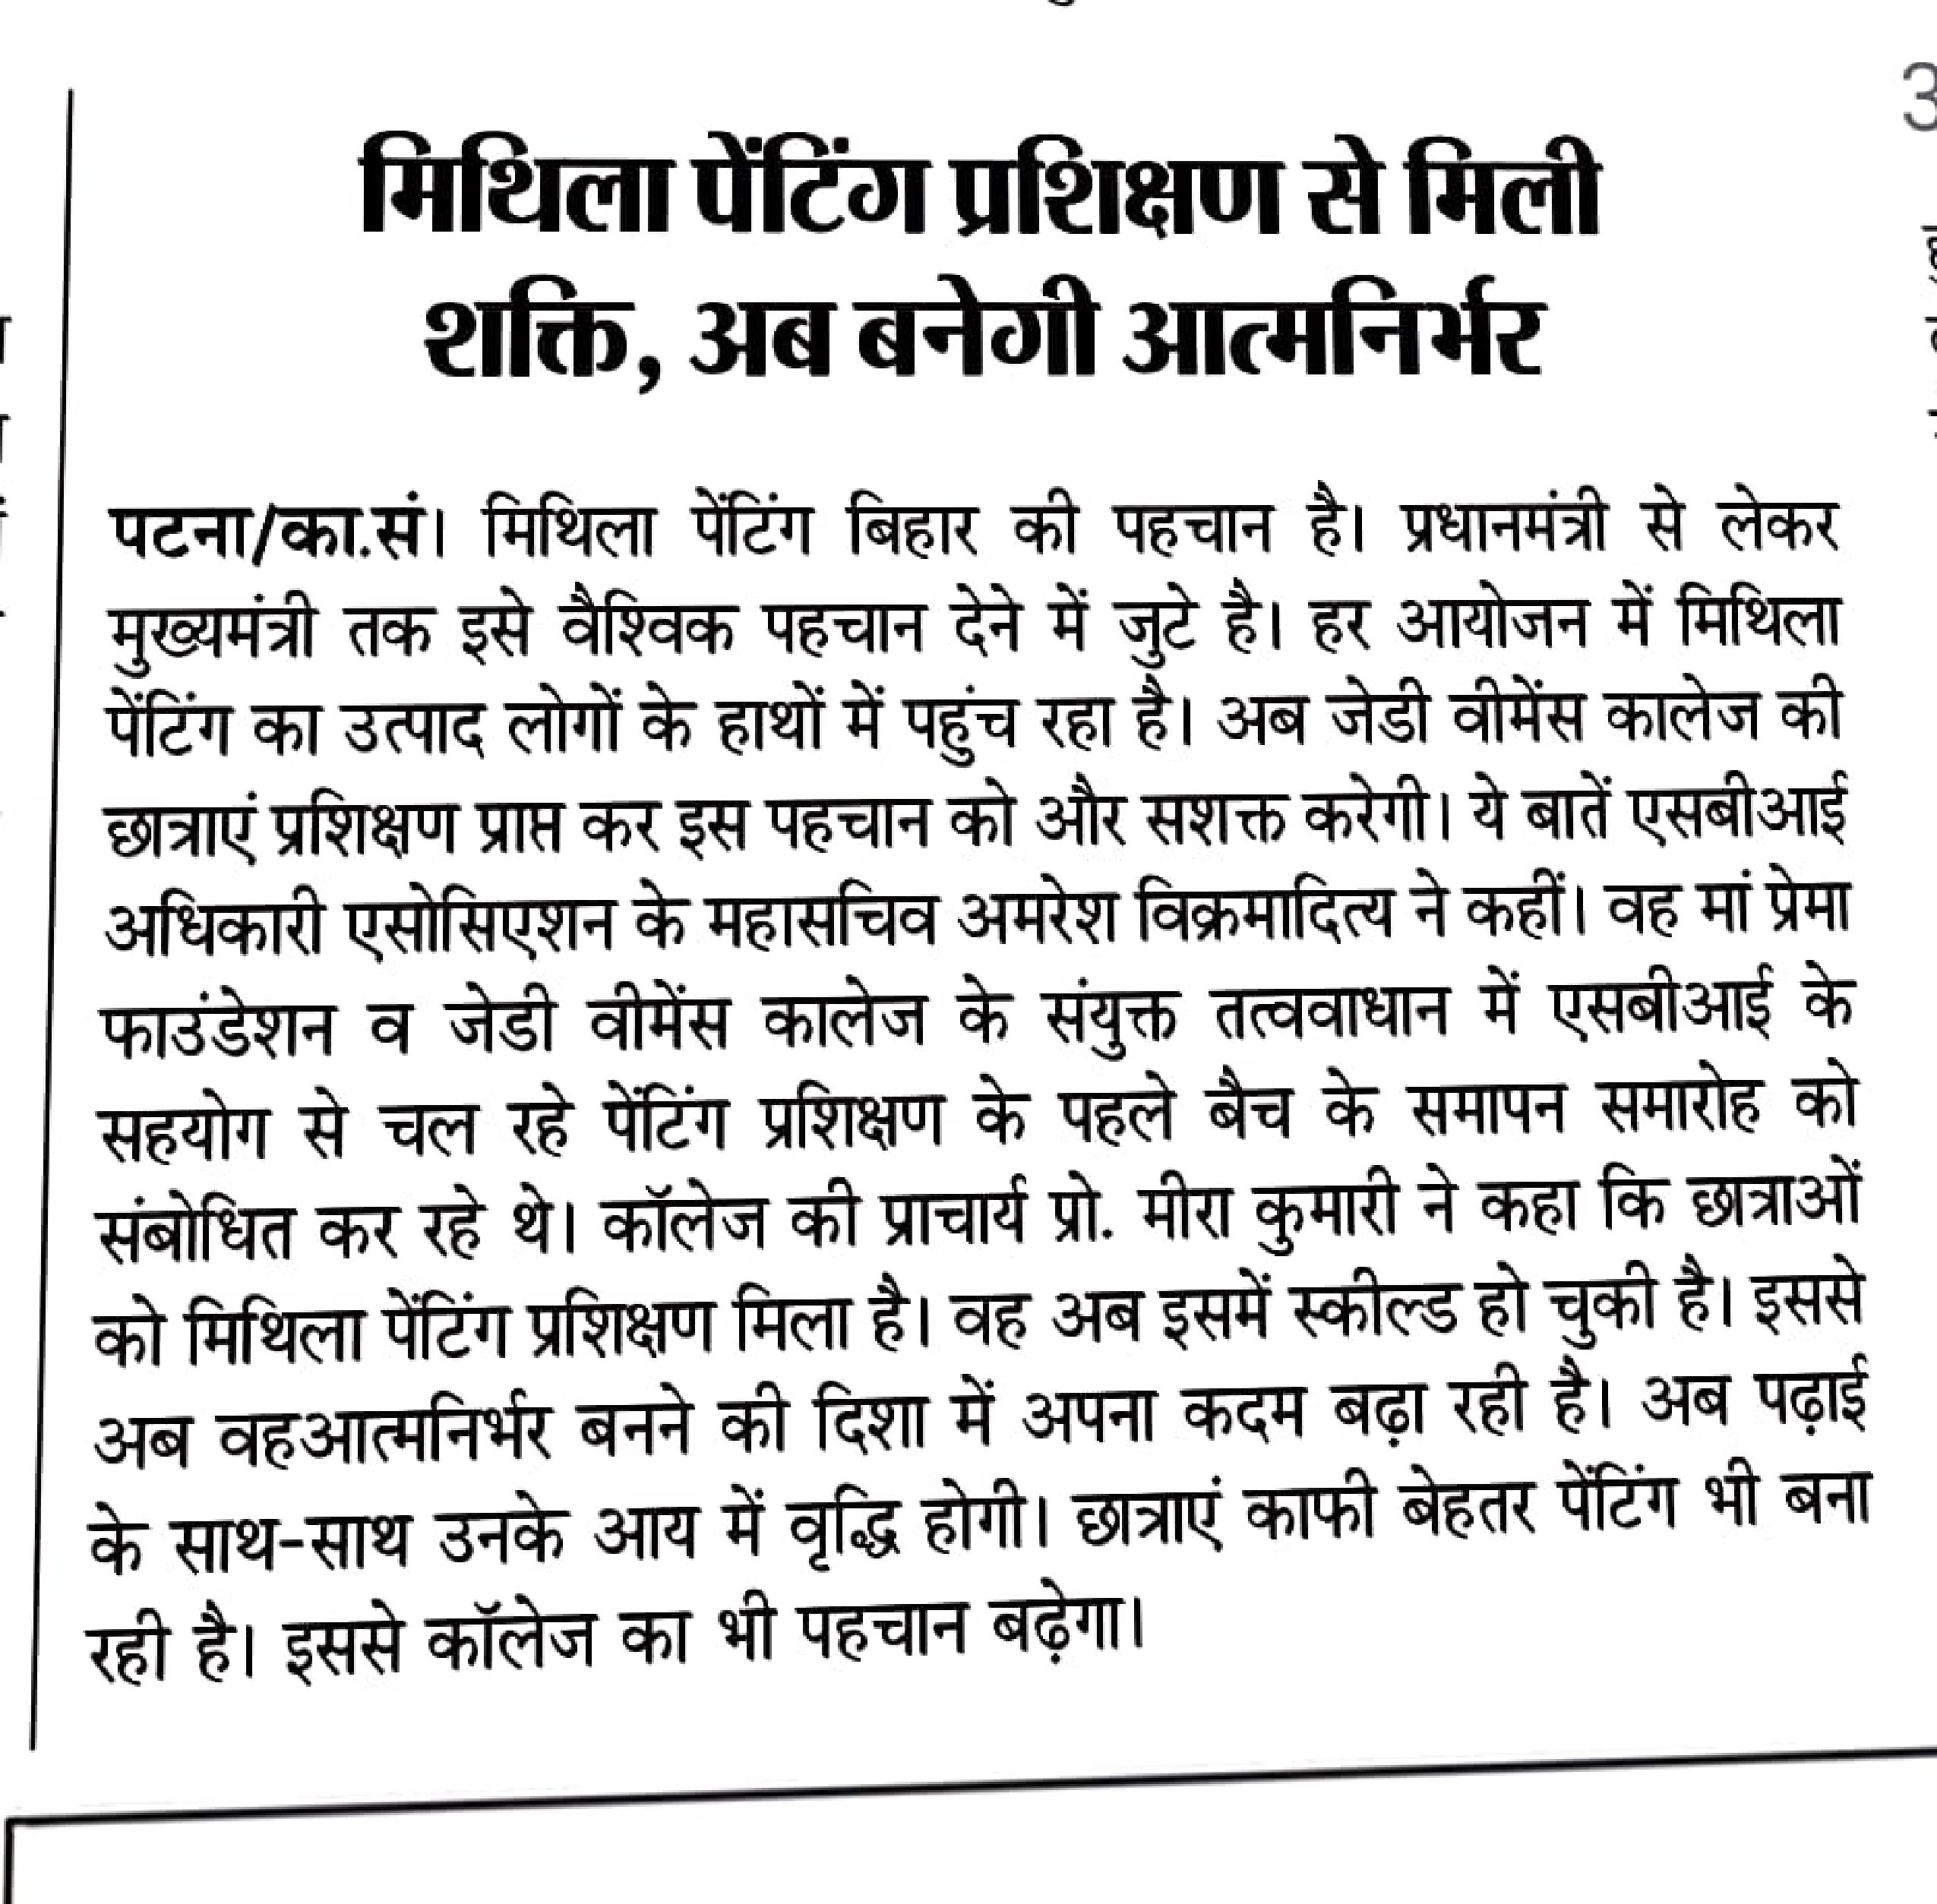 मिथिला पेंटिंग प्रशिक्षण से मिली
शक्ति, अब बनेगी आत्मनिर्भर
पटना/का.सं। मिथिला पेंटिंग बिहार की पहचान है। प्रधानमंत्री से लेकर
मुख्यमंत्री तक इसे वैश्विक पहचान देने में जुटे है। हर आयोजन में मिथिला
पेंटिंग का उत्पाद लोगों के हाथों में पहुंच रहा है। अब जेडी वीमेंस कालेज की
छात्राएं प्रशिक्षण प्राप्त कर इस पहचान को और सशक्त करेगी। ये बातें एसबीआई
अधिकारी एसोसिएशन के महासचिव अमरेश विक्रमादित्य ने कहीं। वह मां प्रेमा
फाउंडेशन व जेडी वीमेंस कालेज के संयुक्त तत्ववाधान में एसबीआई के
सहयोग से चल रहे पेंटिंग प्रशिक्षण के पहले बैच के समापन समारोह को
संबोधित कर रहे थे। कॉलेज की प्राचार्य प्रो. मीरा कुमारी ने कहा कि छात्राओं
को मिथिला पेंटिंग प्रशिक्षण मिला है। वह अब इसमें स्कील्ड हो चुकी है। इससे
अब वहआत्मनिर्भर बनने की दिशा में अपना कदम बढ़ा रही है। अब पढ़ाई
के साथ-साथ उनके आय में वृद्धि होगी। छात्राएं काफी बेहतर पेंटिंग भी बना
रही है। इससे कॉलेज का भी पहचान बढ़ेगा।